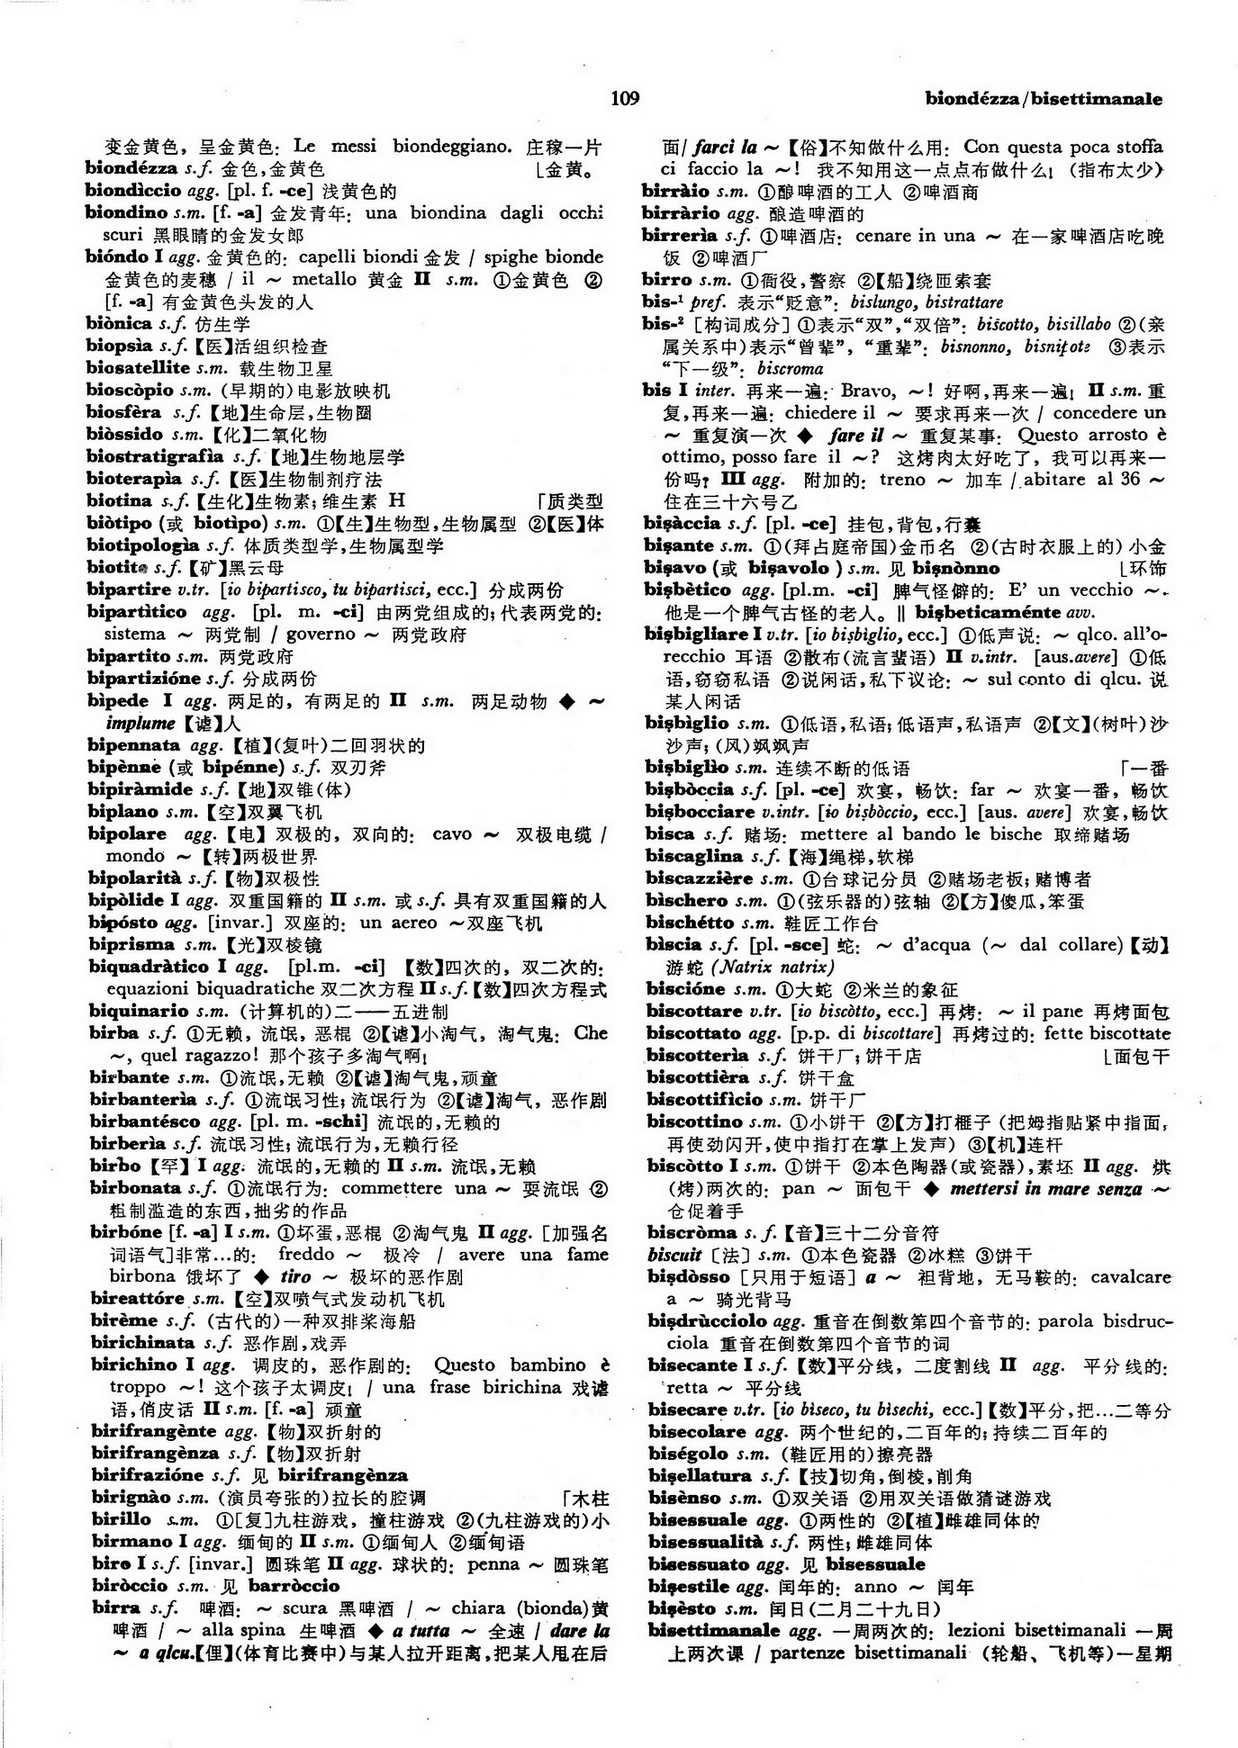 109
biondézza/bisettimanale
变金黄色，呈金黄色：Le messi biondeggiano. 庄稼一片
biondézza s.f. 金色,金黄色 ⌊金黄。
biondìccio agg. [pl. f. -ce] 浅黄色的
biondino s.m. [f. -a] 金发青年：una biondina dagli occhi
scuri 黑眼睛的金发女郎
bióndo I agg. 金黄色的：capelli biondi 金发 / spighe bionde
金黄色的麦穗 / il ～ metallo 黄金 II s.m. ①金黄色 ②
[f. -a] 有金黄色头发的人
biònica s.f. 仿生学
biopsìa s.f.【医】活组织检查
biosatellite s.m. 载生物卫星
bioscòpio s.m. (早期的)电影放映机
biosfèra s.f.【地】生命层,生物圈
biòssido s.m.【化】二氧化物
biostratigrafìa s.f.【地】生物地层学
bioterapìa s.f.【医】生物制剂疗法
biotina s.f.【生化】生物素; 维生素 H ｢质类型
biòtipo (或 biotìpo) s.m. ①【生】生物型,生物属型 ②【医】体
biotipologìa s.f. 体质类型学,生物属型学
biotite s.f.【矿】黑云母
bipartire v.tr. [io bipartisco, tu bipartisci, ecc.] 分成两份
bipartìtico agg. [pl. m. -ci] 由两党组成的; 代表两党的：
sistema ～ 两党制 / governo ～ 两党政府
bipartito s.m. 两党政府
bipartizióne s.f. 分成两份
bìpede I agg. 两足的，有两足的 II s.m. 两足动物 ◆ ～
implume【谑】人
bipennata agg.【植】(复叶)二回羽状的
bipènne (或 bipénne) s.f. 双刃斧
bipiràmide s.f.【地】双锥(体)
biplano s.m.【空】双翼飞机
bipolare agg.【电】双极的，双向的：cavo ～ 双极电缆 /
mondo ～【转】两极世界
bipolarità s.f.【物】双极性
bipòlide I agg. 双重国籍的 II s.m. 或 s.f. 具有双重国籍的人
bipósto agg. [invar.] 双座的：un aereo ～双座飞机
biprisma s.m.【光】双棱镜
biquadràtico I agg. [pl.m. -ci] 【数】四次的，双二次的：
equazioni biquadratiche 双二次方程 II s.f.【数】四次方程式
biquinario s.m. (计算机的)二——五进制
birba s.f. ①无赖，流氓，恶棍 ②【谑】小淘气，淘气鬼：Che
～, quel ragazzo! 那个孩子多淘气啊!
birbante s.m. ①流氓,无赖 ②【谑】淘气鬼,顽童
birbanterìa s.f. ①流氓习性; 流氓行为 ②【谑】淘气，恶作剧
birbantésco agg. [pl. m. -schi] 流氓的,无赖的
birberìa s.f. 流氓习性; 流氓行为,无赖行径
birbo【罕】I agg. 流氓的,无赖的 II s.m. 流氓,无赖
birbonata s.f. ①流氓行为：commettere una ～ 耍流氓 ②
粗制滥造的东西,拙劣的作品
birbóne [f. -a] I s.m. ①坏蛋,恶棍 ②淘气鬼 II agg. [加强名
词语气]非常…的： freddo ～ 极冷 / avere una fame
birbona 饿坏了 ◆ tiro ～ 极坏的恶作剧
bireattóre s.m.【空】双喷气式发动机飞机
birème s.f. (古代的)一种双排桨海船
birichinata s.f. 恶作剧,戏弄
birichino I agg. 调皮的，恶作剧的： Questo bambino è
troppo ～! 这个孩子太调皮! / una frase birichina 戏谑
语,俏皮话 II s.m. [f. -a] 顽童
birifrangènte agg.【物】双折射的
birifrangènza s.f.【物】双折射
birifrazióne s.f. 见 birifrangènza
birignào s.m. (演员夸张的)拉长的腔调 ｢木柱
birillo s.m. ①[复]九柱游戏，撞柱游戏 ②(九柱游戏的)小
birmano I agg. 缅甸的 II s.m. ①缅甸人 ②缅甸语
biro I s.f. [invar.] 圆珠笔 II agg. 球状的：penna ～ 圆珠笔
biròccio s.m. 见 barròccio
birra s.f. 啤酒：～ scura 黑啤酒 / ～ chiara (bionda)黄
啤酒 / ～ alla spina 生啤酒 ◆ a tutta ～ 全速 / dare la
～ a qlcu.【俚】(体育比赛中)与某人拉开距离,把某人甩在后
面/ farci la ～【俗】不知做什么用：Con questa poca stoffa
ci faccio la ～! 我不知用这一点点布做什么! (指布太少)
birràio s.m. ①酿啤酒的工人 ②啤酒商
birràrio agg. 酿造啤酒的
birrerìa s.f. ①啤酒店：cenare in una ～ 在一家啤酒店吃晚
饭 ②啤酒厂
birro s.m. ①衙役,警察 ②【船】绕匝索套
bis-¹ pref. 表示“贬意”：bislungo, bistrattare
bis-² [构词成分] ①表示“双”,“双倍”：biscotto, bisillabo ②(亲
属关系中)表示“曾辈”，“重辈”：bisnonno, bisnipote ③表示
“下一级”：biscroma
bis I inter. 再来一遍：Bravo, ～! 好啊,再来一遍! II s.m. 重
复,再来一遍：chiedere il ～ 要求再来一次 / concedere un
～ 重复演一次 ◆ fare il ～ 重复某事：Questo arrosto è
ottimo, posso fare il ～? 这烤肉太好吃了，我可以再来一
份吗? III agg. 附加的：treno ～ 加车 / abitare al 36 ～
住在三十六号乙
bişàccia s.f. [pl. -ce] 挂包,背包,行囊
bişante s.m. ①(拜占庭帝国)金币名 ②(古时衣服上的) 小金
bişavo (或 bişavolo ) s.m. 见 bişnònno ⌊环饰
bişbètico agg. [pl.m. -ci] 脾气怪僻的：E' un vecchio ～.
他是一个脾气古怪的老人。‖ bişbeticaménte avv.
bişbigliare I v.tr. [io bişbiglio, ecc.] ①低声说：～ qlco. all'o-
recchio 耳语 ②散布(流言蜚语) II v.intr. [aus.avere] ①低
语,窃窃私语 ②说闲话,私下议论：～ sul conto di qlcu. 说
某人闲话
bişbìglio s.m. ①低语,私语; 低语声,私语声 ②【文】(树叶)沙
沙声; (风)飒飒声
bişbiglìo s.m. 连续不断的低语 ｢一番
bişbòccia s.f. [pl. -ce] 欢宴，畅饮：far ～ 欢宴一番，畅饮
bişbocciare v.intr. [io bişbòccio, ecc.] [aus. avere] 欢宴,畅饮
bisca s.f. 赌场：mettere al bando le bische 取缔赌场
biscaglina s.f.【海】绳梯,软梯
biscazzière s.m. ①台球记分员 ②赌场老板; 赌博者
bìschero s.m. ①(弦乐器的)弦轴 ②【方】傻瓜,笨蛋
bischétto s.m. 鞋匠工作台
bìscia s.f. [pl. -sce] 蛇：～ d'acqua (～ dal collare)【动】
游蛇 (Natrix natrix)
biscióne s.m. ①大蛇 ②米兰的象征
biscottare v.tr. [io biscòtto, ecc.] 再烤：～ il pane 再烤面包
biscottato agg. [p.p. di biscottare] 再烤过的：fette biscottate
biscotterìa s.f. 饼干厂; 饼干店 ⌊面包干
biscottièra s.f. 饼干盒
biscottifìcio s.m. 饼干厂
biscottino s.m. ①小饼干 ②【方】打榧子 (把姆指贴紧中指面，
再使劲闪开,使中指打在掌上发声) ③【机】连杆
biscòtto I s.m. ①饼干 ②本色陶器(或瓷器),素坯 II agg. 烘
(烤)两次的：pan ～ 面包干 ◆ mettersi in mare senza ～
仓促着手
biscròma s. f.【音】三十二分音符
biscuit〔法〕s.m. ①本色瓷器 ②冰糕 ③饼干
bişdòsso [只用于短语] a ～ 袒背地，无马鞍的：cavalcare
a ～ 骑光背马
bişdrùcciolo agg. 重音在倒数第四个音节的：parola bisdruc-
ciola 重音在倒数第四个音节的词
bisecante I s.f.【数】平分线，二度割线 II agg. 平分线的：
retta ～ 平分线
bisecare v.tr. [io bìseco, tu bìsechi, ecc.]【数】平分,把…二等分
bisecolare agg. 两个世纪的,二百年的; 持续二百年的
biségolo s.m. (鞋匠用的)擦亮器
bişellatura s.f.【技】切角,倒棱,削角
bisènso s.m. ①双关语 ②用双关语做猜谜游戏
bisessuale agg. ①两性的 ②【植】雌雄同体的
bisessualità s.f. 两性; 雌雄同体
bisessuato agg. 见 bisessuale
bişestile agg. 闰年的：anno ～ 闰年
bişèsto s.m. 闰日(二月二十九日)
bisettimanale agg. 一周两次的：lezioni bisettimanali 一周
上两次课 / partenze bisettimanali (轮船、飞机等)一星期